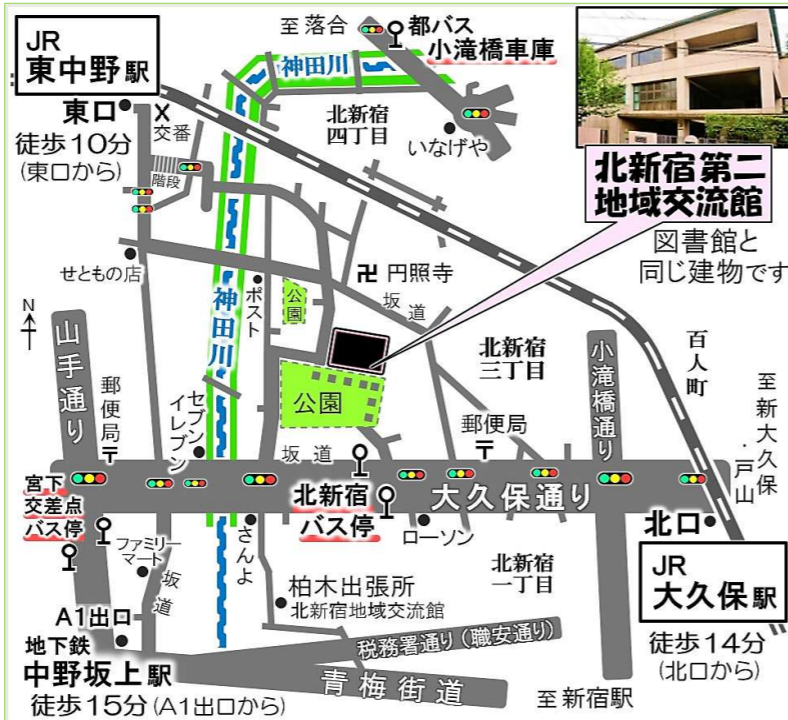 JR
東中野駅
東口
徒歩10分
(東口から)
交番
階段
せともの店
至落合
都バス
小滝橋車庫
神田川
北新宿
四丁目
いなげや
北新宿第二
地域交流館
図書館と
同じ建物です
卍 円照寺
坂道
ポスト
公園
神田川
N
山手通り
郵便局
〒
セブン
イレブン
公園
坂道
北新宿
三丁目
郵便局
〒
小滝橋通り
百人町
至新大久保
・戸山
宮下
交差点
バス停
北新宿
バス停
大久保通り
ローソン
北口
JR
大久保駅
徒歩14分
(北口から)
ファミリー
マート
坂道
さんよ
柏木出張所
北新宿地域交流館
北新宿
一丁目
A1出口
地下鉄
中野坂上駅
徒歩15分(A1出口から)
税務署通り(職安通り)
青梅街道
至新宿駅